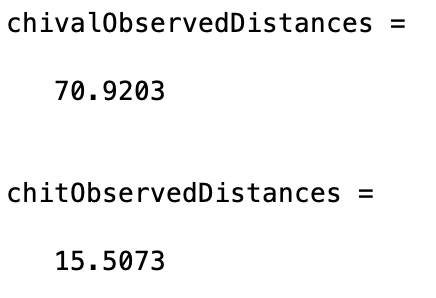 chivalObservedDistances =
70.9203
chitObservedDistances =
15.5073